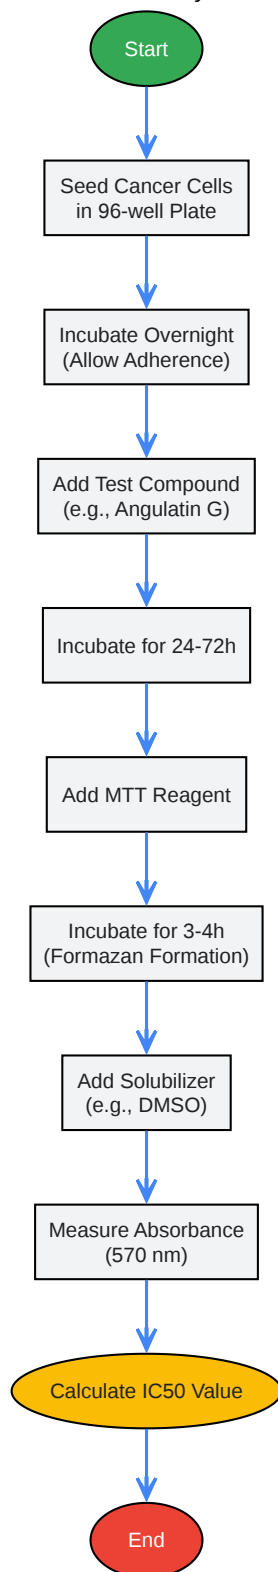 Start
Seed Cancer Cells
in 96-well Plate
Incubate Overnight
(Allow Adherence)
Add Test Compound
(e.g., Angulatin G)
Incubate for 24-72h
Add MTT Reagent
Incubate for 3-4h
(Formazan Formation)
Add Solubilizer
(e.g., DMSO)
Measure Absorbance
(570 nm)
Calculate IC50 Value
End